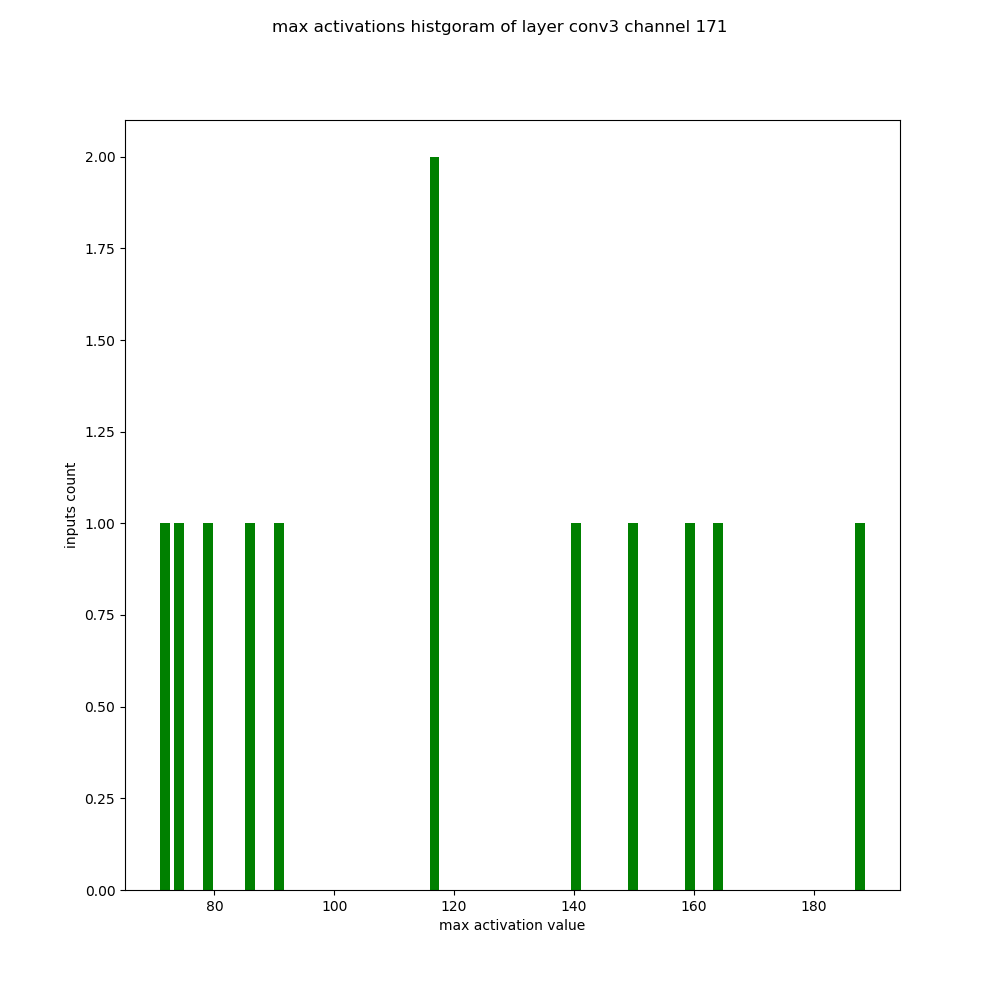 max activations histgoram of layer conv3 channel 171
2.00
1.75
1.50
1.25
1.00
0.75
0.50
0.25
0.00
inputs count
80 100 120 140 160 180
max activation value